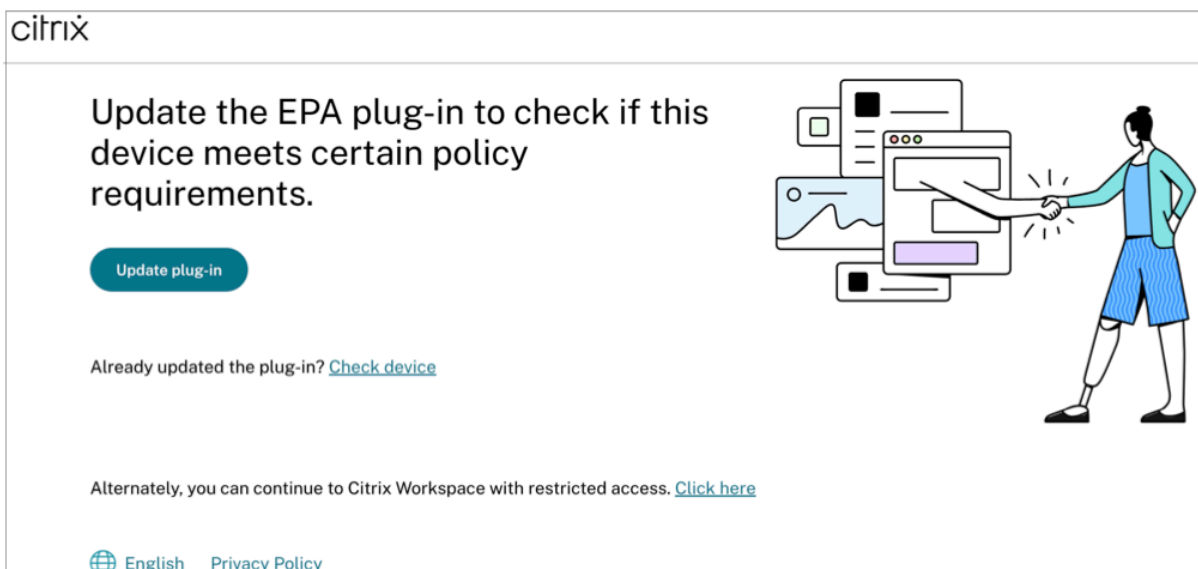 citrix
Update the EPA plug-in to check if this
device meets certain policy
requirements.
Update plug-in
Already updated the plug-in? Check device
Alternately, you can continue to Citrix Workspace with restricted access. Click here
English Privacy Policy